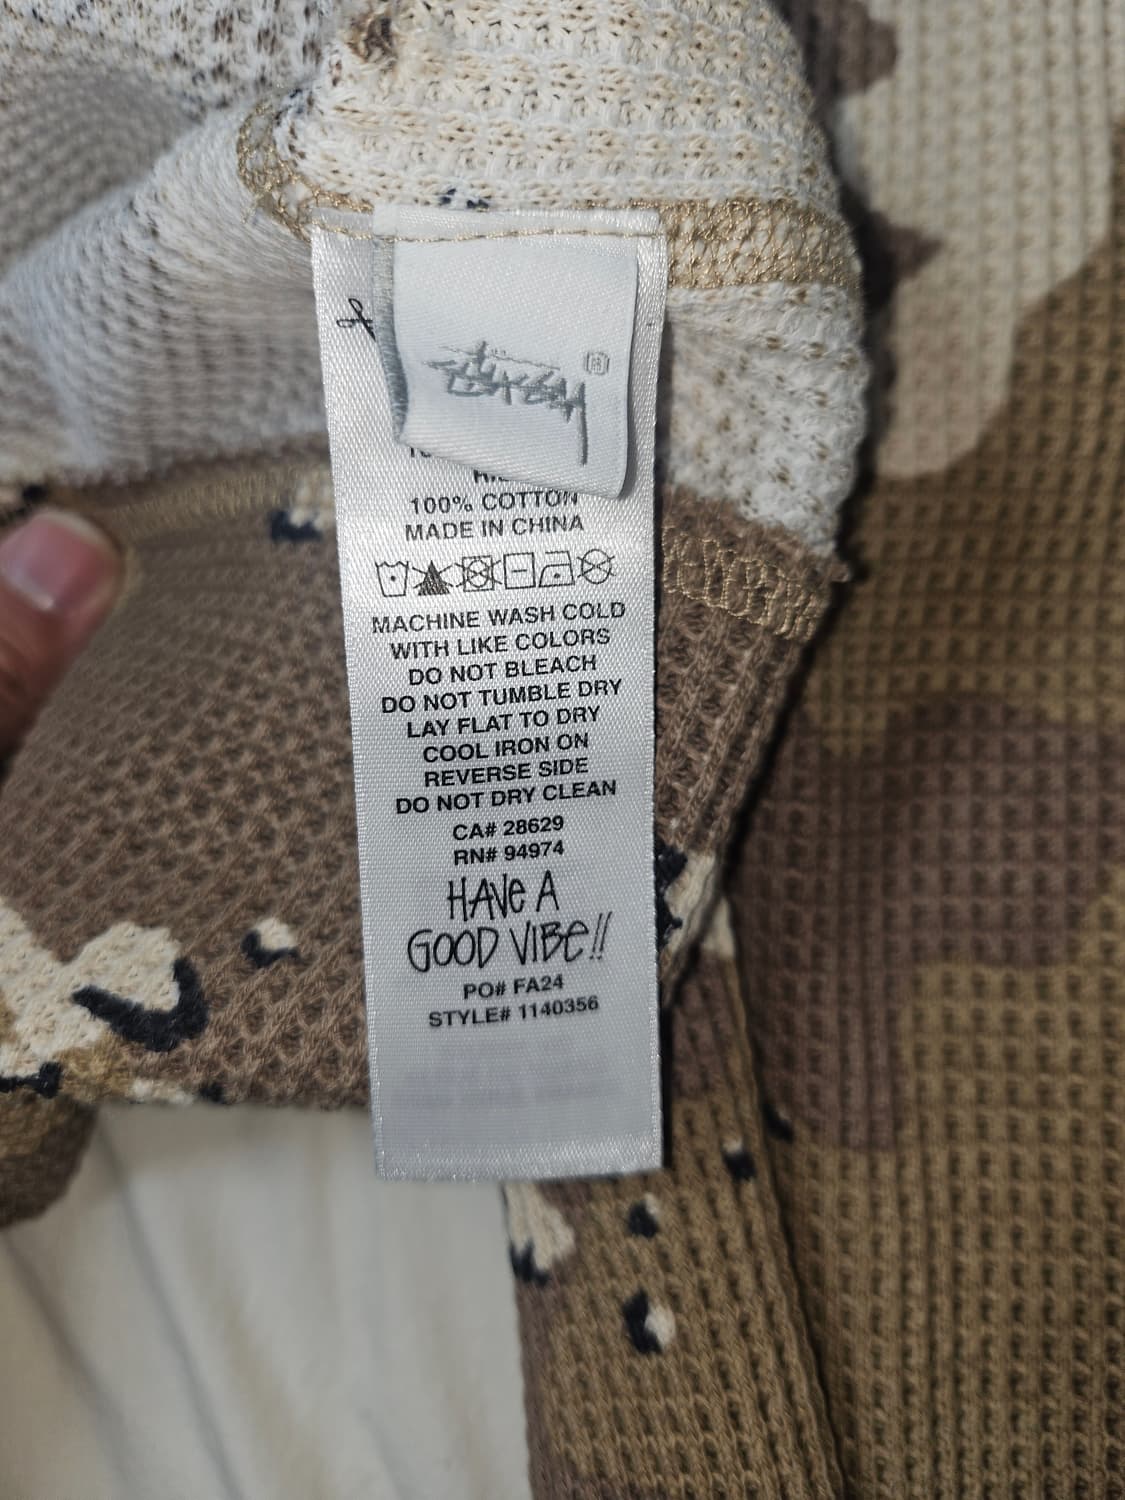 STÜSSY ®
100% COTTON
MADE IN CHINA
MACHINE WASH COLD
WITH LIKE COLORS
DO NOT BLEACH
DO NOT TUMBLE DRY
LAY FLAT TO DRY
COOL IRON ON
REVERSE SIDE
DO NOT DRY CLEAN
CA# 28629
RN# 94974
HAVE A
GOOD VIBE!!
PO# FA24
STYLE# 1140356